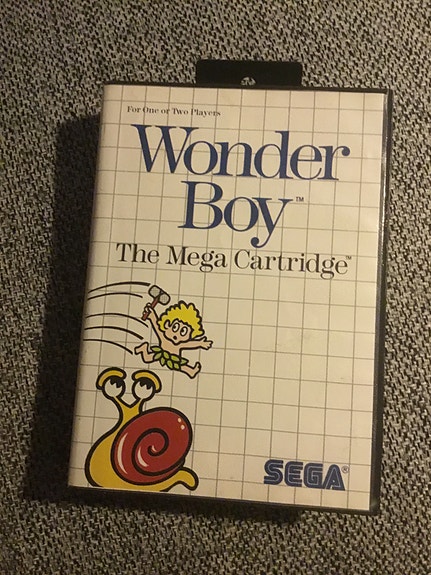 For One or Two Players
Wonder
Boy™
The Mega Cartridge™
SEGA®